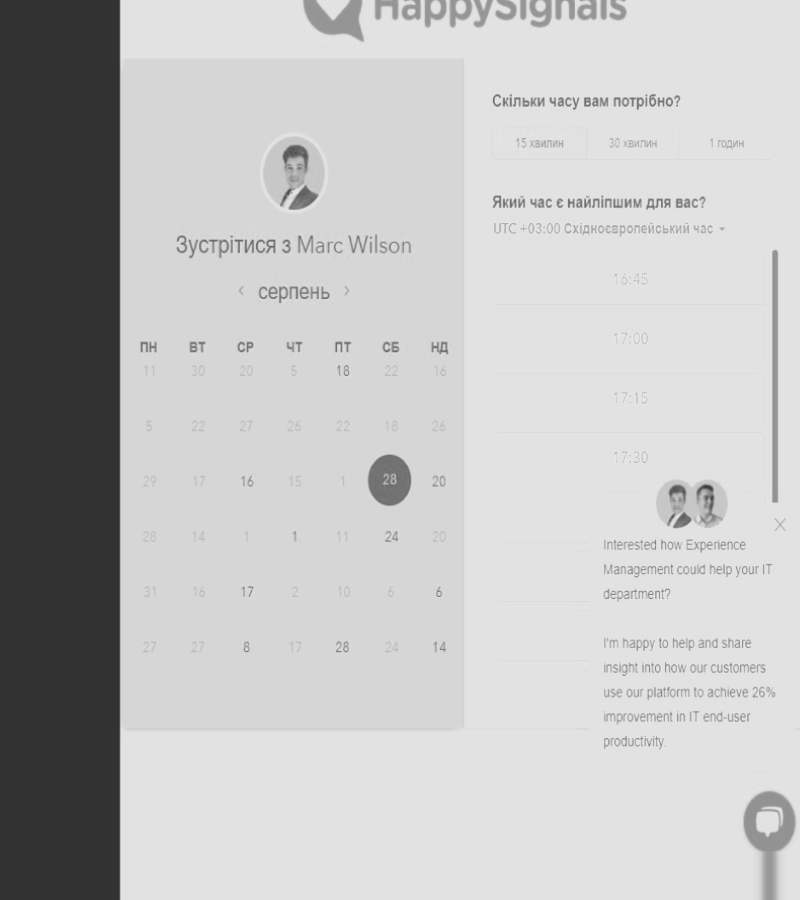 HappySignals
Зустрітися з Marc Wilson
‹ серпень ›
ПН ВТ СР ЧТ ПТ СБ НД
11 30 20 5 18 22 16
5 22 27 26 22 18 26
29 17 16 15 1 28 20
28 14 1 1 11 24 20
31 16 17 2 10 6 6
27 27 8 17 28 24 14
Скільки часу вам потрібно?
15 хвилин 30 хвилин 1 годин
Який час є найліпшим для вас?
UTC +03:00 Східноєвропейський час
16:45
17:00
17:15
17:30
Interested how Experience
Management could help your IT
department?
I'm happy to help and share
insight into how our customers
use our platform to achieve 26%
improvement in IT end-user
productivity.